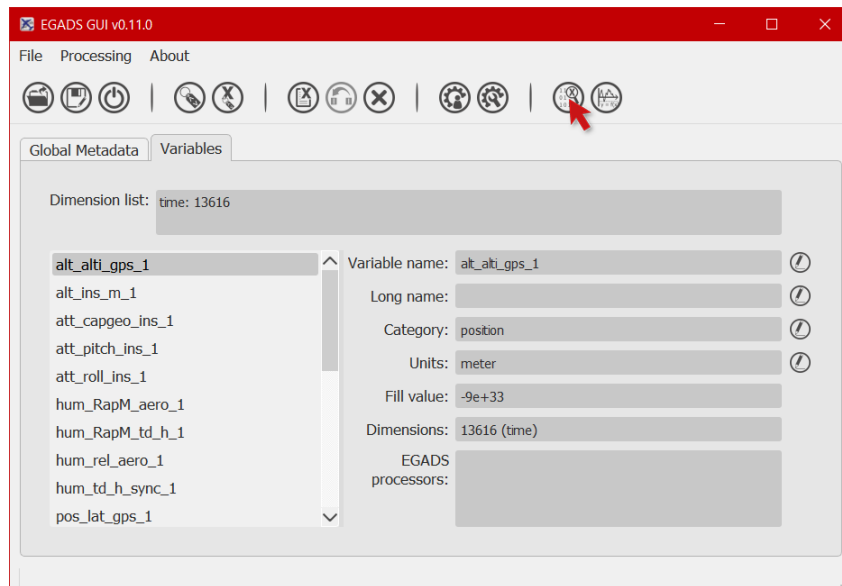 EGADS GUI v0.11.0
File Processing About
Global Metadata Variables
Dimension list: time: 13616
alt_alti_gps_1
alt_ins_m_1
att_capgeo_ins_1
att_pitch_ins_1
att_roll_ins_1
hum_RapM_aero_1
hum_RapM_td_h_1
hum_rel_aero_1
hum_td_h_sync_1
pos_lat_gps_1
Variable name: alt_alti_gps_1
Long name:
Category: position
Units: meter
Fill value: -9e+33
Dimensions: 13616 (time)
EGADS
processors: